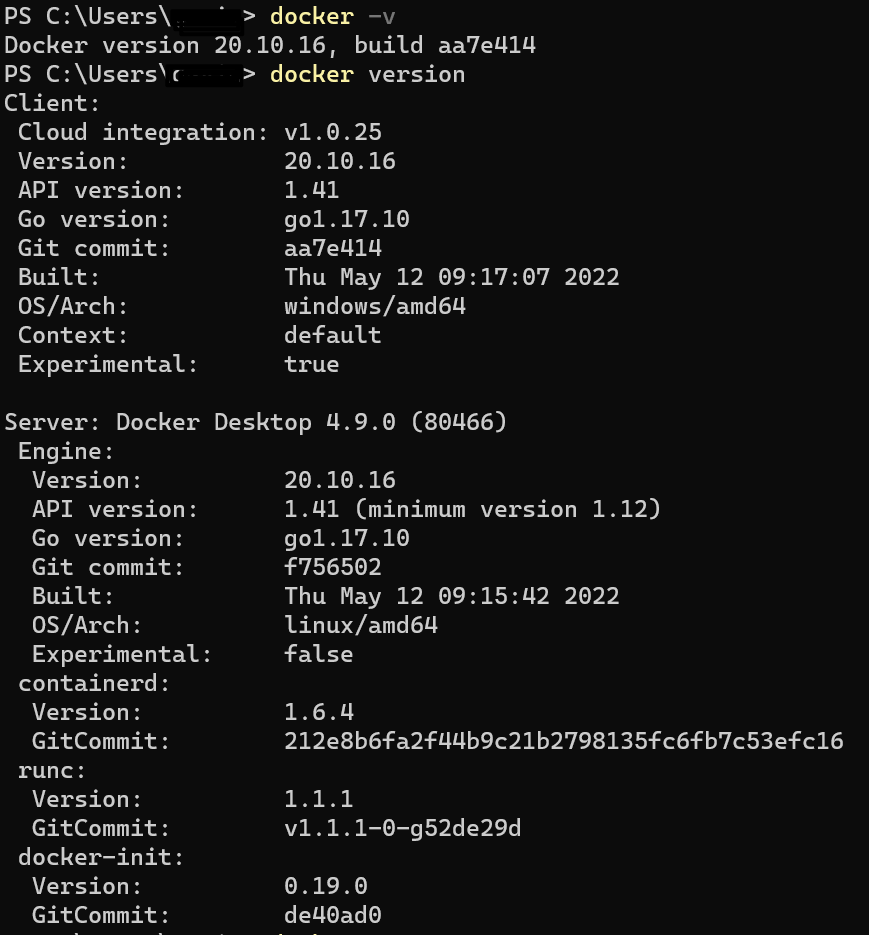 PS C:\Users\> docker -v
Docker version 20.10.16, build aa7e414
PS C:\Users\> docker version
Client:
 Cloud integration: v1.0.25
 Version:           20.10.16
 API version:       1.41
 Go version:        go1.17.10
 Git commit:        aa7e414
 Built:             Thu May 12 09:17:07 2022
 OS/Arch:           windows/amd64
 Context:           default
 Experimental:      true

Server: Docker Desktop 4.9.0 (80466)
 Engine:
  Version:          20.10.16
  API version:      1.41 (minimum version 1.12)
  Go version:       go1.17.10
  Git commit:       f756502
  Built:            Thu May 12 09:15:42 2022
  OS/Arch:          linux/amd64
  Experimental:     false
 containerd:
  Version:          1.6.4
  GitCommit:        212e8b6fa2f44b9c21b2798135fc6fb7c53efc16
 runc:
  Version:          1.1.1
  GitCommit:        v1.1.1-0-g52de29d
 docker-init:
  Version:          0.19.0
  GitCommit:        de40ad0